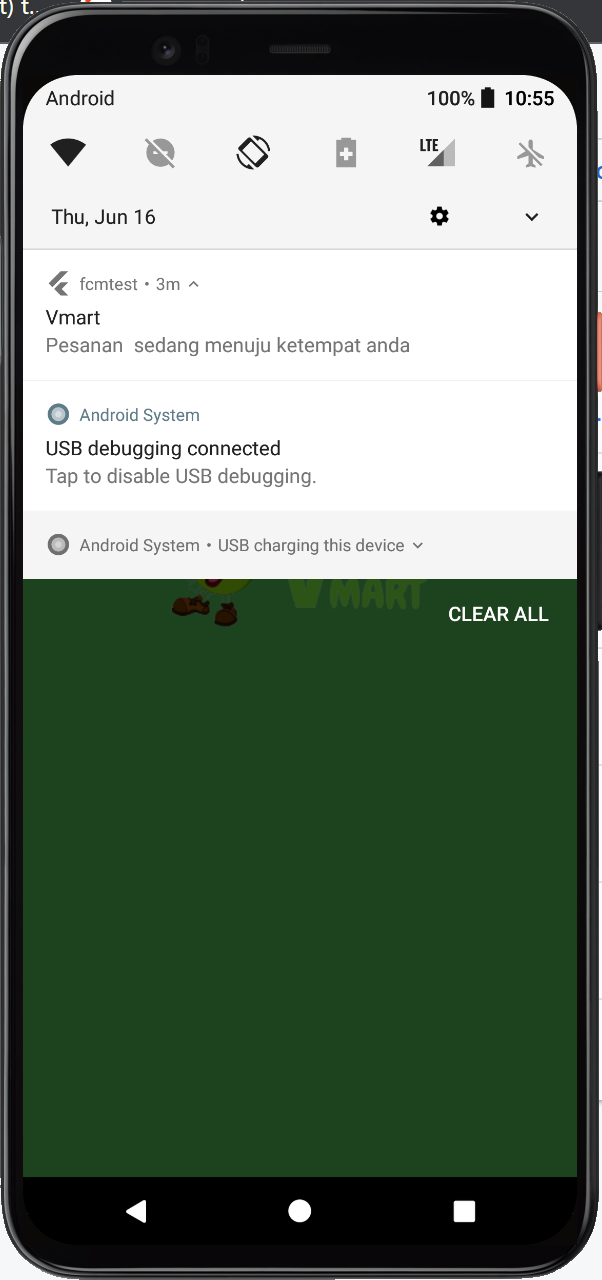 t) t..
Android 100% 10:55
LTE
Thu, Jun 16
fcmtest • 3m
Vmart
Pesanan  sedang menuju ketempat anda
Android System
USB debugging connected
Tap to disable USB debugging.
Android System • USB charging this device
VMART
CLEAR ALL